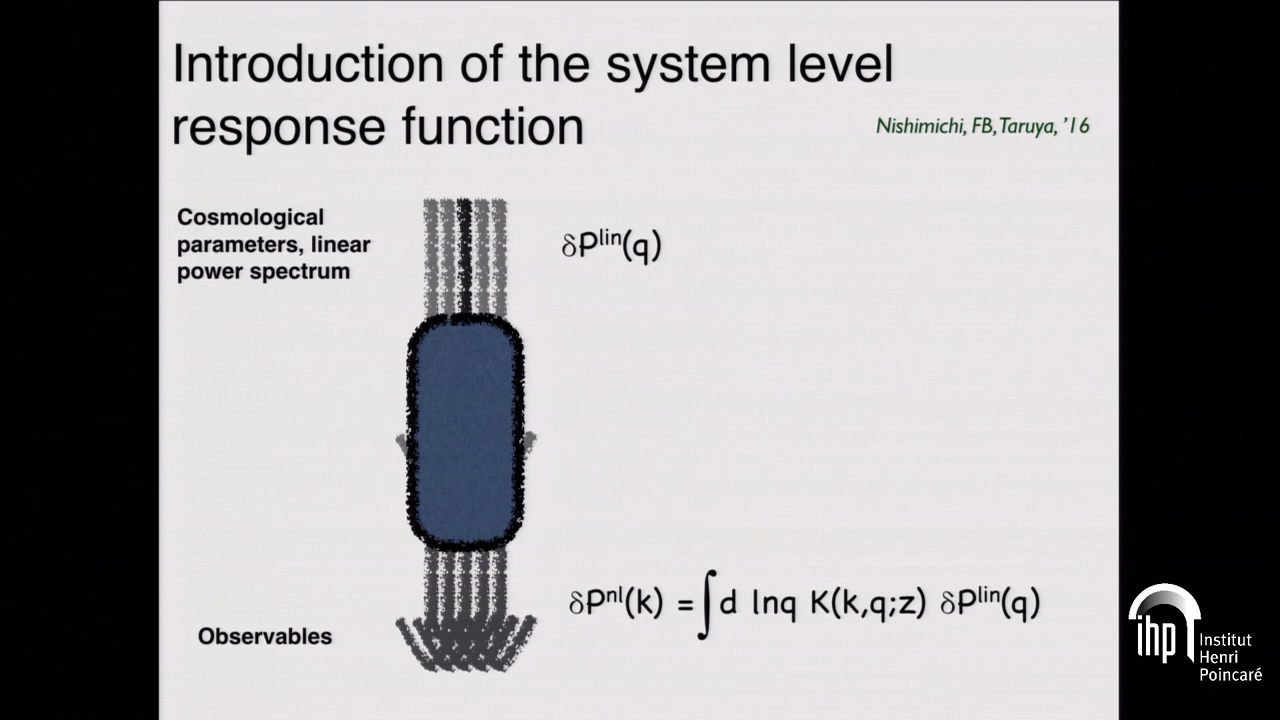 Introduction of the system level
response function
Nishimichi, FB, Taruya, '16
Cosmological
parameters, linear
power spectrum
δP^lin(q)
δP^nl(k) = ∫d lnq K(k,q;z) δP^lin(q)
Observables
ihp
Institut
Henri
Poincaré